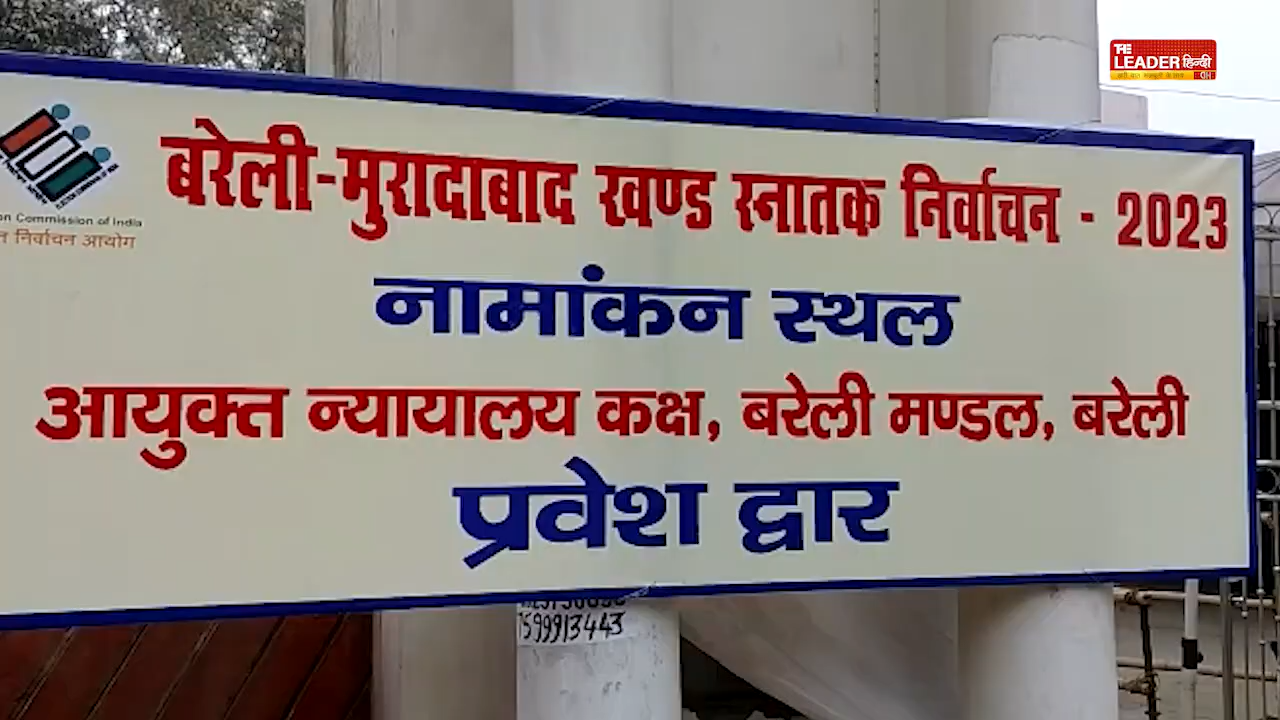 THE
LEADER हिन्दी
बरेली-मुरादाबाद खण्ड स्नातक निर्वाचन - 2023
on Commission of India
त निर्वाचन आयोग
नामांकन स्थल
आयुक्त न्यायालय कक्ष, बरेली मण्डल, बरेली
प्रवेश द्वार
7599913443